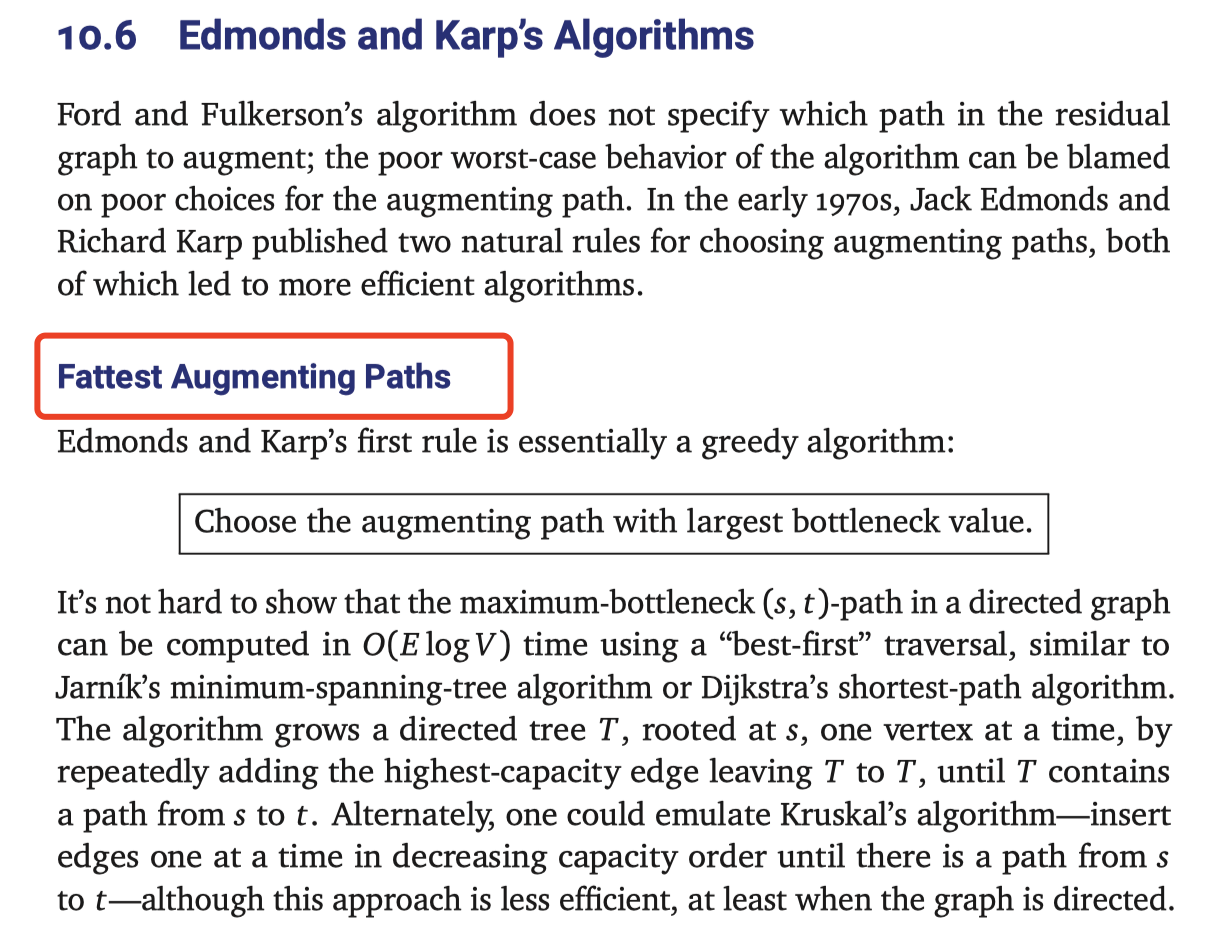 10.6 Edmonds and Karp’s Algorithms
Ford and Fulkerson’s algorithm does not specify which path in the residual
graph to augment; the poor worst-case behavior of the algorithm can be blamed
on poor choices for the augmenting path. In the early 1970s, Jack Edmonds and
Richard Karp published two natural rules for choosing augmenting paths, both
of which led to more efficient algorithms.
Fattest Augmenting Paths
Edmonds and Karp’s first rule is essentially a greedy algorithm:
Choose the augmenting path with largest bottleneck value.
It’s not hard to show that the maximum-bottleneck (s, t)-path in a directed graph
can be computed in O(E log V) time using a “best-first” traversal, similar to
Jarník’s minimum-spanning-tree algorithm or Dijkstra’s shortest-path algorithm.
The algorithm grows a directed tree T, rooted at s, one vertex at a time, by
repeatedly adding the highest-capacity edge leaving T to T, until T contains
a path from s to t. Alternately, one could emulate Kruskal’s algorithm—insert
edges one at a time in decreasing capacity order until there is a path from s
to t—although this approach is less efficient, at least when the graph is directed.